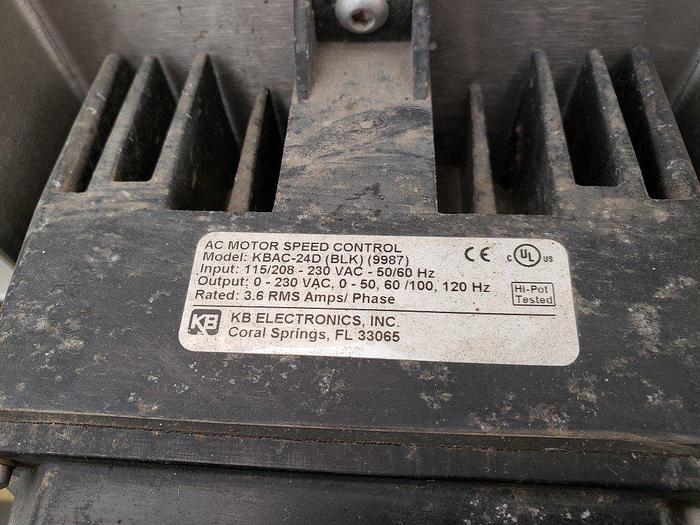 AC MOTOR SPEED CONTROL
Model: KBAC-24D (BLK) (9987)
Input: 115/208 - 230 VAC - 50/60 Hz
Output: 0 - 230 VAC, 0 - 50, 60 /100, 120 Hz
Rated: 3.6 RMS Amps/ Phase
CE c UL US
Hi-Pot
Tested
KB KB ELECTRONICS, INC.
Coral Springs, FL 33065